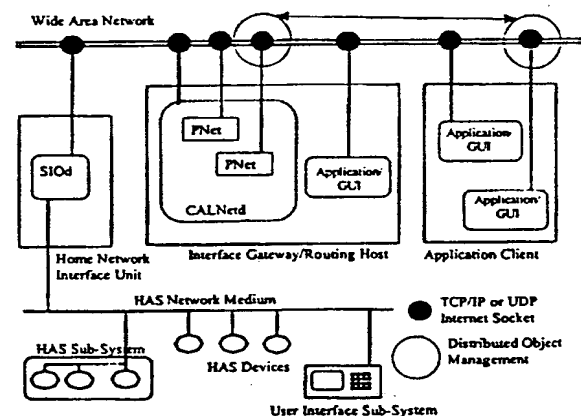 Wide Area Network
PNet
PNet
CALNetd
SIOd
Application/
GUI
Application/
GUI
Application/
GUI
Home Network
Interface Unit
Interface Gateway/Routing Host
Application Client
HAS Network Medium
TCP/IP or UDP
Internet Socket
HAS Sub-System
HAS Devices
Distributed Object
Management
User Interface Sub-System